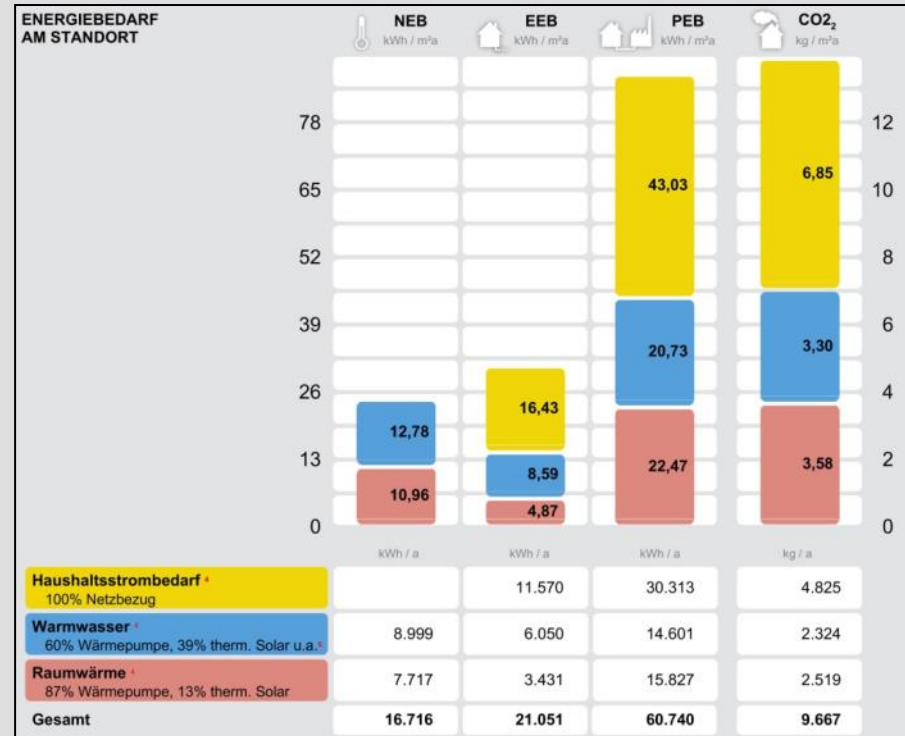 ENERGIEBEDARF
AM STANDORT
NEB
kWh / m²a
EEB
kWh / m²a
PEB
kWh / m²a
CO2₂
kg / m²a
78
12
65
43,03
6,85
10
52
8
39
20,73
3,30
6
26
16,43
4
12,78
13
8,59
22,47
3,58
2
10,96
4,87
0
0
kWh / a
kWh / a
kWh / a
kg / a
Haushaltsstrombedarf ⁴
100% Netzbezug
11.570
30.313
4.825
Warmwasser
60% Wärmepumpe, 39% therm. Solar u.a.
8.999
6.050
14.601
2.324
Raumwärme
87% Wärmepumpe, 13% therm. Solar
7.717
3.431
15.827
2.519
Gesamt
16.716
21.051
60.740
9.667